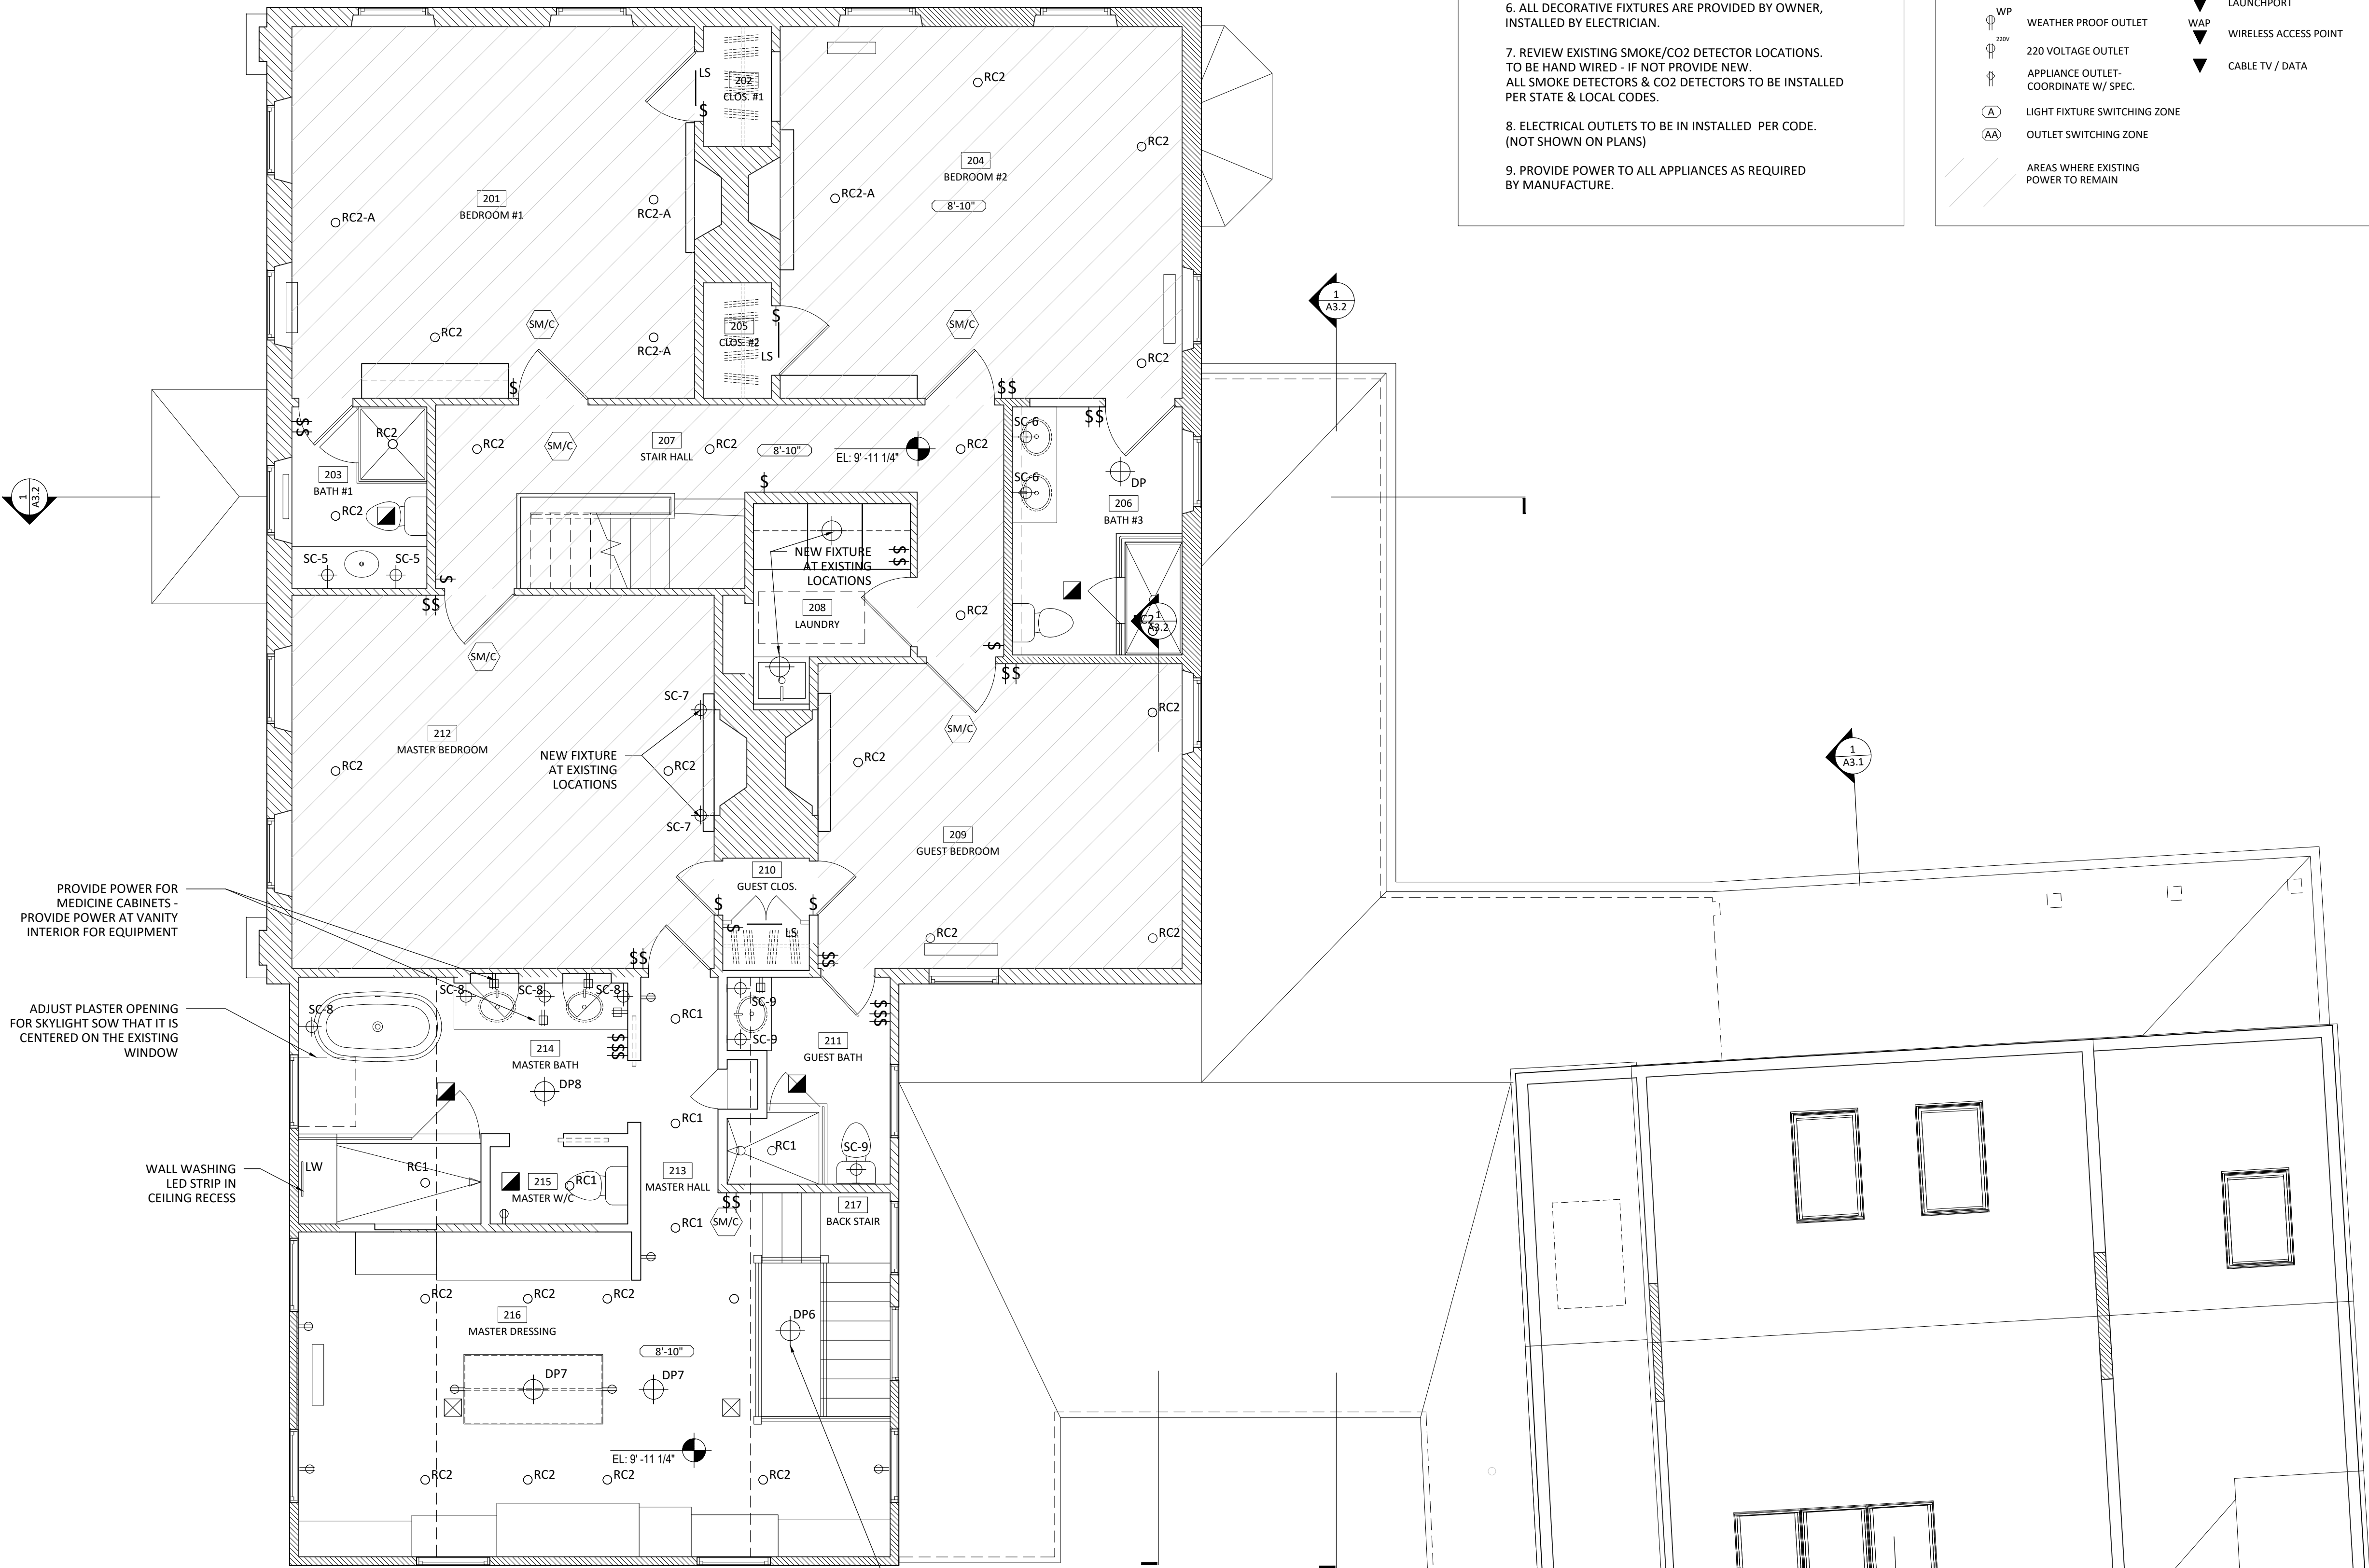 6. ALL DECORATIVE FIXTURES ARE PROVIDED BY OWNER,
INSTALLED BY ELECTRICIAN.
7. REVIEW EXISTING SMOKE/CO2 DETECTOR LOCATIONS.
TO BE HAND WIRED - IF NOT PROVIDE NEW.
ALL SMOKE DETECTORS & CO2 DETECTORS TO BE INSTALLED
PER STATE & LOCAL CODES.
8. ELECTRICAL OUTLETS TO BE IN INSTALLED PER CODE.
(NOT SHOWN ON PLANS)
9. PROVIDE POWER TO ALL APPLIANCES AS REQUIRED
BY MANUFACTURE.
WP
WEATHER PROOF OUTLET
220V
220 VOLTAGE OUTLET
APPLIANCE OUTLET-
COORDINATE W/ SPEC.
A
LIGHT FIXTURE SWITCHING ZONE
AA
OUTLET SWITCHING ZONE
AREAS WHERE EXISTING
POWER TO REMAIN
LAUNCHPORT
WAP
WIRELESS ACCESS POINT
CABLE TV / DATA
LS
$
202
CLOS. #1
RC2
RC2
204
BEDROOM #2
RC2-A
8'-10"
201
BEDROOM #1
RC2-A
RC2-A
RC2
RC2-A
SM/C
205
CLOS. #2
$
LS
SM/C
RC2
$
$$
$$
$$
RC2
203
BATH #1
RC2
SC-5
SC-5
RC2
SM/C
207
STAIR HALL
RC2
8'-10"
EL: 9' -11 1/4"
RC2
SC-6
SC-6
DP
206
BATH #3
$
NEW FIXTURE
AT EXISTING
LOCATIONS
$$
208
LAUNDRY
RC2
RC2
1
A3.2
1
A3.2
1
A3.2
1
A3.1
$
$$
$
$$
SM/C
SC-7
212
MASTER BEDROOM
RC2
NEW FIXTURE
AT EXISTING
LOCATIONS
RC2
SC-7
SM/C
RC2
RC2
209
GUEST BEDROOM
210
GUEST CLOS.
$
$
$
LS
RC2
RC2
$$
$$
PROVIDE POWER FOR
MEDICINE CABINETS -
PROVIDE POWER AT VANITY
INTERIOR FOR EQUIPMENT
ADJUST PLASTER OPENING
FOR SKYLIGHT SOW THAT IT IS
CENTERED ON THE EXISTING
WINDOW
SC-8
SC-8
SC-8
SC-8
$$$
214
MASTER BATH
DP8
RC1
SC-9
SC-9
211
GUEST BATH
$$$
RC1
RC1
SC-9
WALL WASHING
LED STRIP IN
CEILING RECESS
LW
RC1
215
MASTER W/C
RC1
213
MASTER HALL
RC1
$$
SM/C
217
BACK STAIR
RC2
RC2
RC2
216
MASTER DRESSING
DP6
8'-10"
DP7
DP7
EL: 9' -11 1/4"
RC2
RC2
RC2
RC2